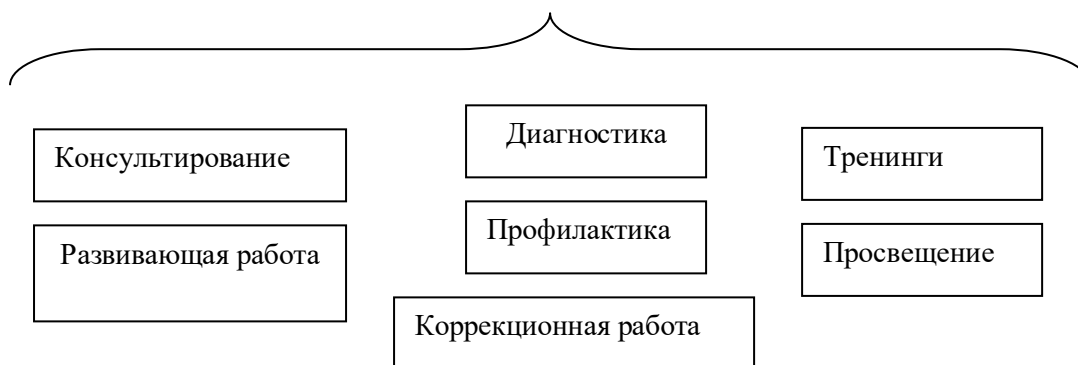 Диагностика
Консультирование
Тренинги
Профилактика
Развивающая работа
Просвещение
Коррекционная работа